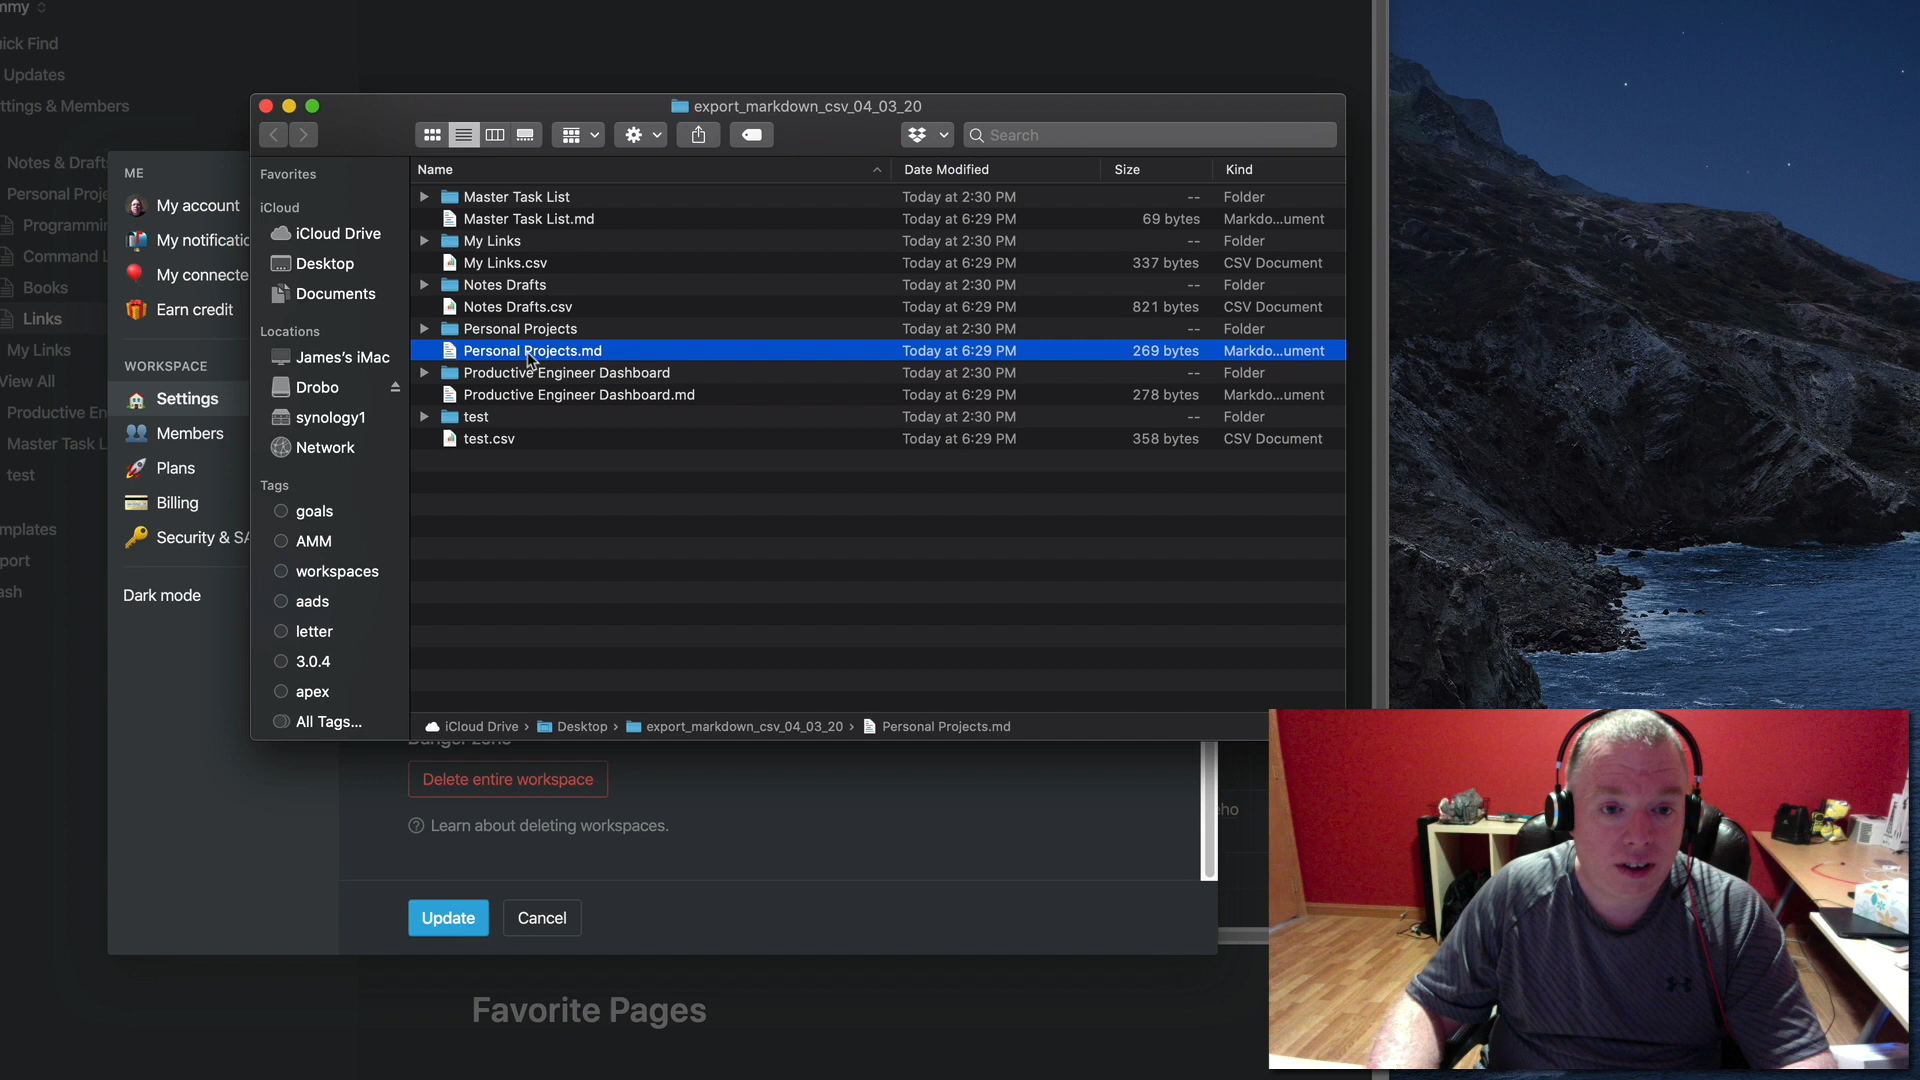 mmy
ick Find
Updates
ttings & Members
Notes & Draft
Personal Proje
Programmi
Command L
Books
Links
My Links
View All
Productive En
Master Task L
test
mplates
port
ash
ME
My account
My notificatio
My connecte
Earn credit
WORKSPACE
Settings
Members
Plans
Billing
Security & SA
Dark mode
export_markdown_csv_04_03_20
Search
Favorites
iCloud
iCloud Drive
Desktop
Documents
Locations
James's iMac
Drobo
synology1
Network
Tags
goals
AMM
workspaces
aads
letter
3.0.4
apex
All Tags...
Name Date Modified Size Kind
Master Task List Today at 2:30 PM -- Folder
Master Task List.md Today at 6:29 PM 69 bytes Markdo...ument
My Links Today at 2:30 PM -- Folder
My Links.csv Today at 6:29 PM 337 bytes CSV Document
Notes Drafts Today at 2:30 PM -- Folder
Notes Drafts.csv Today at 6:29 PM 821 bytes CSV Document
Personal Projects Today at 2:30 PM -- Folder
Personal Projects.md Today at 6:29 PM 269 bytes Markdo...ument
Productive Engineer Dashboard Today at 2:30 PM -- Folder
Productive Engineer Dashboard.md Today at 6:29 PM 278 bytes Markdo...ument
test Today at 2:30 PM -- Folder
test.csv Today at 6:29 PM 358 bytes CSV Document
iCloud Drive › Desktop › export_markdown_csv_04_03_20 › Personal Projects.md
Danger zone
Delete entire workspace
Learn about deleting workspaces.
Update Cancel
eho
Favorite Pages